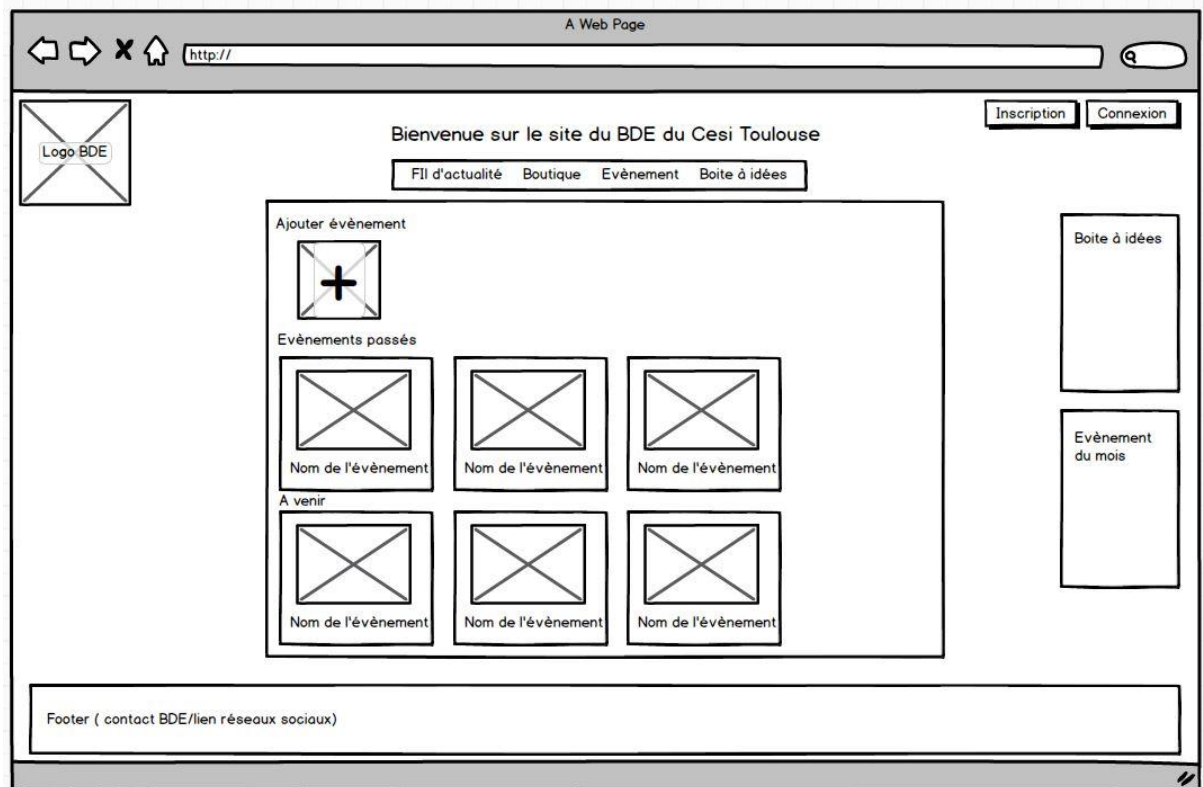 A Web Page
http://
Logo BDE
Inscription Connexion
Bienvenue sur le site du BDE du Cesi Toulouse
FIl d'actualité Boutique Evènement Boite à idées
Ajouter évènement
Evènements passés
Nom de l'évènement Nom de l'évènement Nom de l'évènement
A venir
Nom de l'évènement Nom de l'évènement Nom de l'évènement
Boite à idées
Evènement
du mois
Footer ( contact BDE/lien réseaux sociaux)